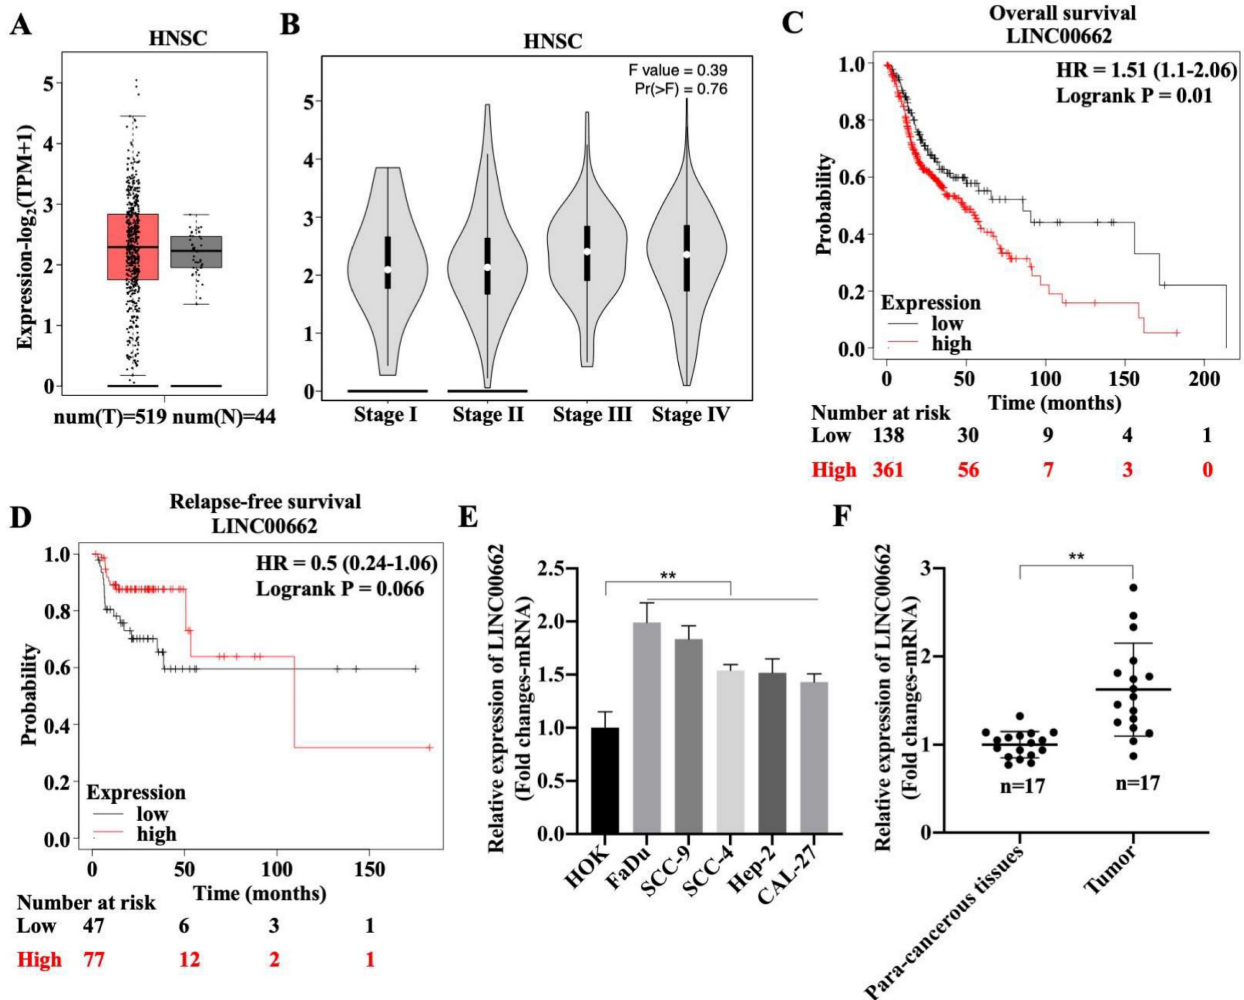 A
HNSC
Expression-log2(TPM+1)
5
4
3
2
1
0
num(T)=519 num(N)=44
B
HNSC
F value = 0.39
Pr(>F) = 0.76
5
4
3
2
1
0
Stage I Stage II Stage III Stage IV
C
Overall survival
LINC00662
HR = 1.51 (1.1-2.06)
Logrank P = 0.01
Probability
1.0
0.8
0.6
0.4
0.2
0.0
Expression
low
high
0 50 100 150 200
Time (months)
Number at risk
Low 138 30 9 4 1
High 361 56 7 3 0
D
Relapse-free survival
LINC00662
HR = 0.5 (0.24-1.06)
Logrank P = 0.066
Probability
1.0
0.8
0.6
0.4
0.2
0.0
Expression
low
high
0 50 100 150
Time (months)
Number at risk
Low 47 6 3 1
High 77 12 2 1
E
Relative expression of LINC00662
(Fold changes-mRNA)
2.5
2.0
1.5
1.0
0.5
0.0
**
HOK FaDu SCC-9 SCC-4 Hep-2 CAL-27
F
Relative expression of LINC00662
(Fold changes-mRNA)
3
2
1
0
**
n=17 n=17
Para-cancerous tissues Tumor